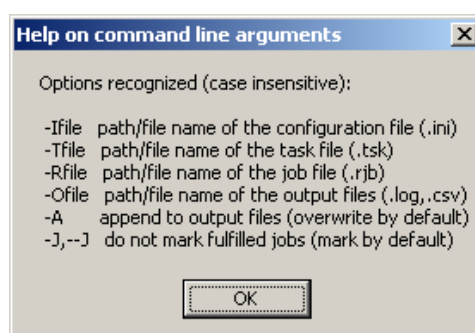 Help on command line arguments
Options recognized (case insensitive):
-Ifile path/file name of the configuration file (.ini)
-Tfile path/file name of the task file (.tsk)
-Rfile path/file name of the job file (.rjb)
-Ofile path/file name of the output files (.log,.csv)
-A append to output files (overwrite by default)
-J,--J do not mark fulfilled jobs (mark by default)
OK